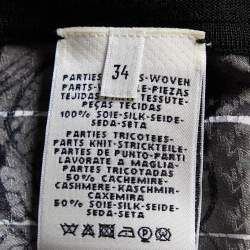 34
PARTIES TISSEES-WOVEN
PARTS-TEILE-PIEZAS
TEJIDAS TESSUTE-
PEÇAS TECIDAS
100% SOIE-SILK-SEIDE-
SEDA-SETA
PARTIES TRICOTEES-
PARTS KNIT-STRICKTEILE-
PARTES DE PUNTO-PARTI
LAVORATE A MAGLIA-
PARTES TRICOTADAS
50% CACHEMIRE-
CASHMERE-KASCHMIR-
CAXEMIRA
50% SOIE-SILK-SEIDE-
SEDA-SETA